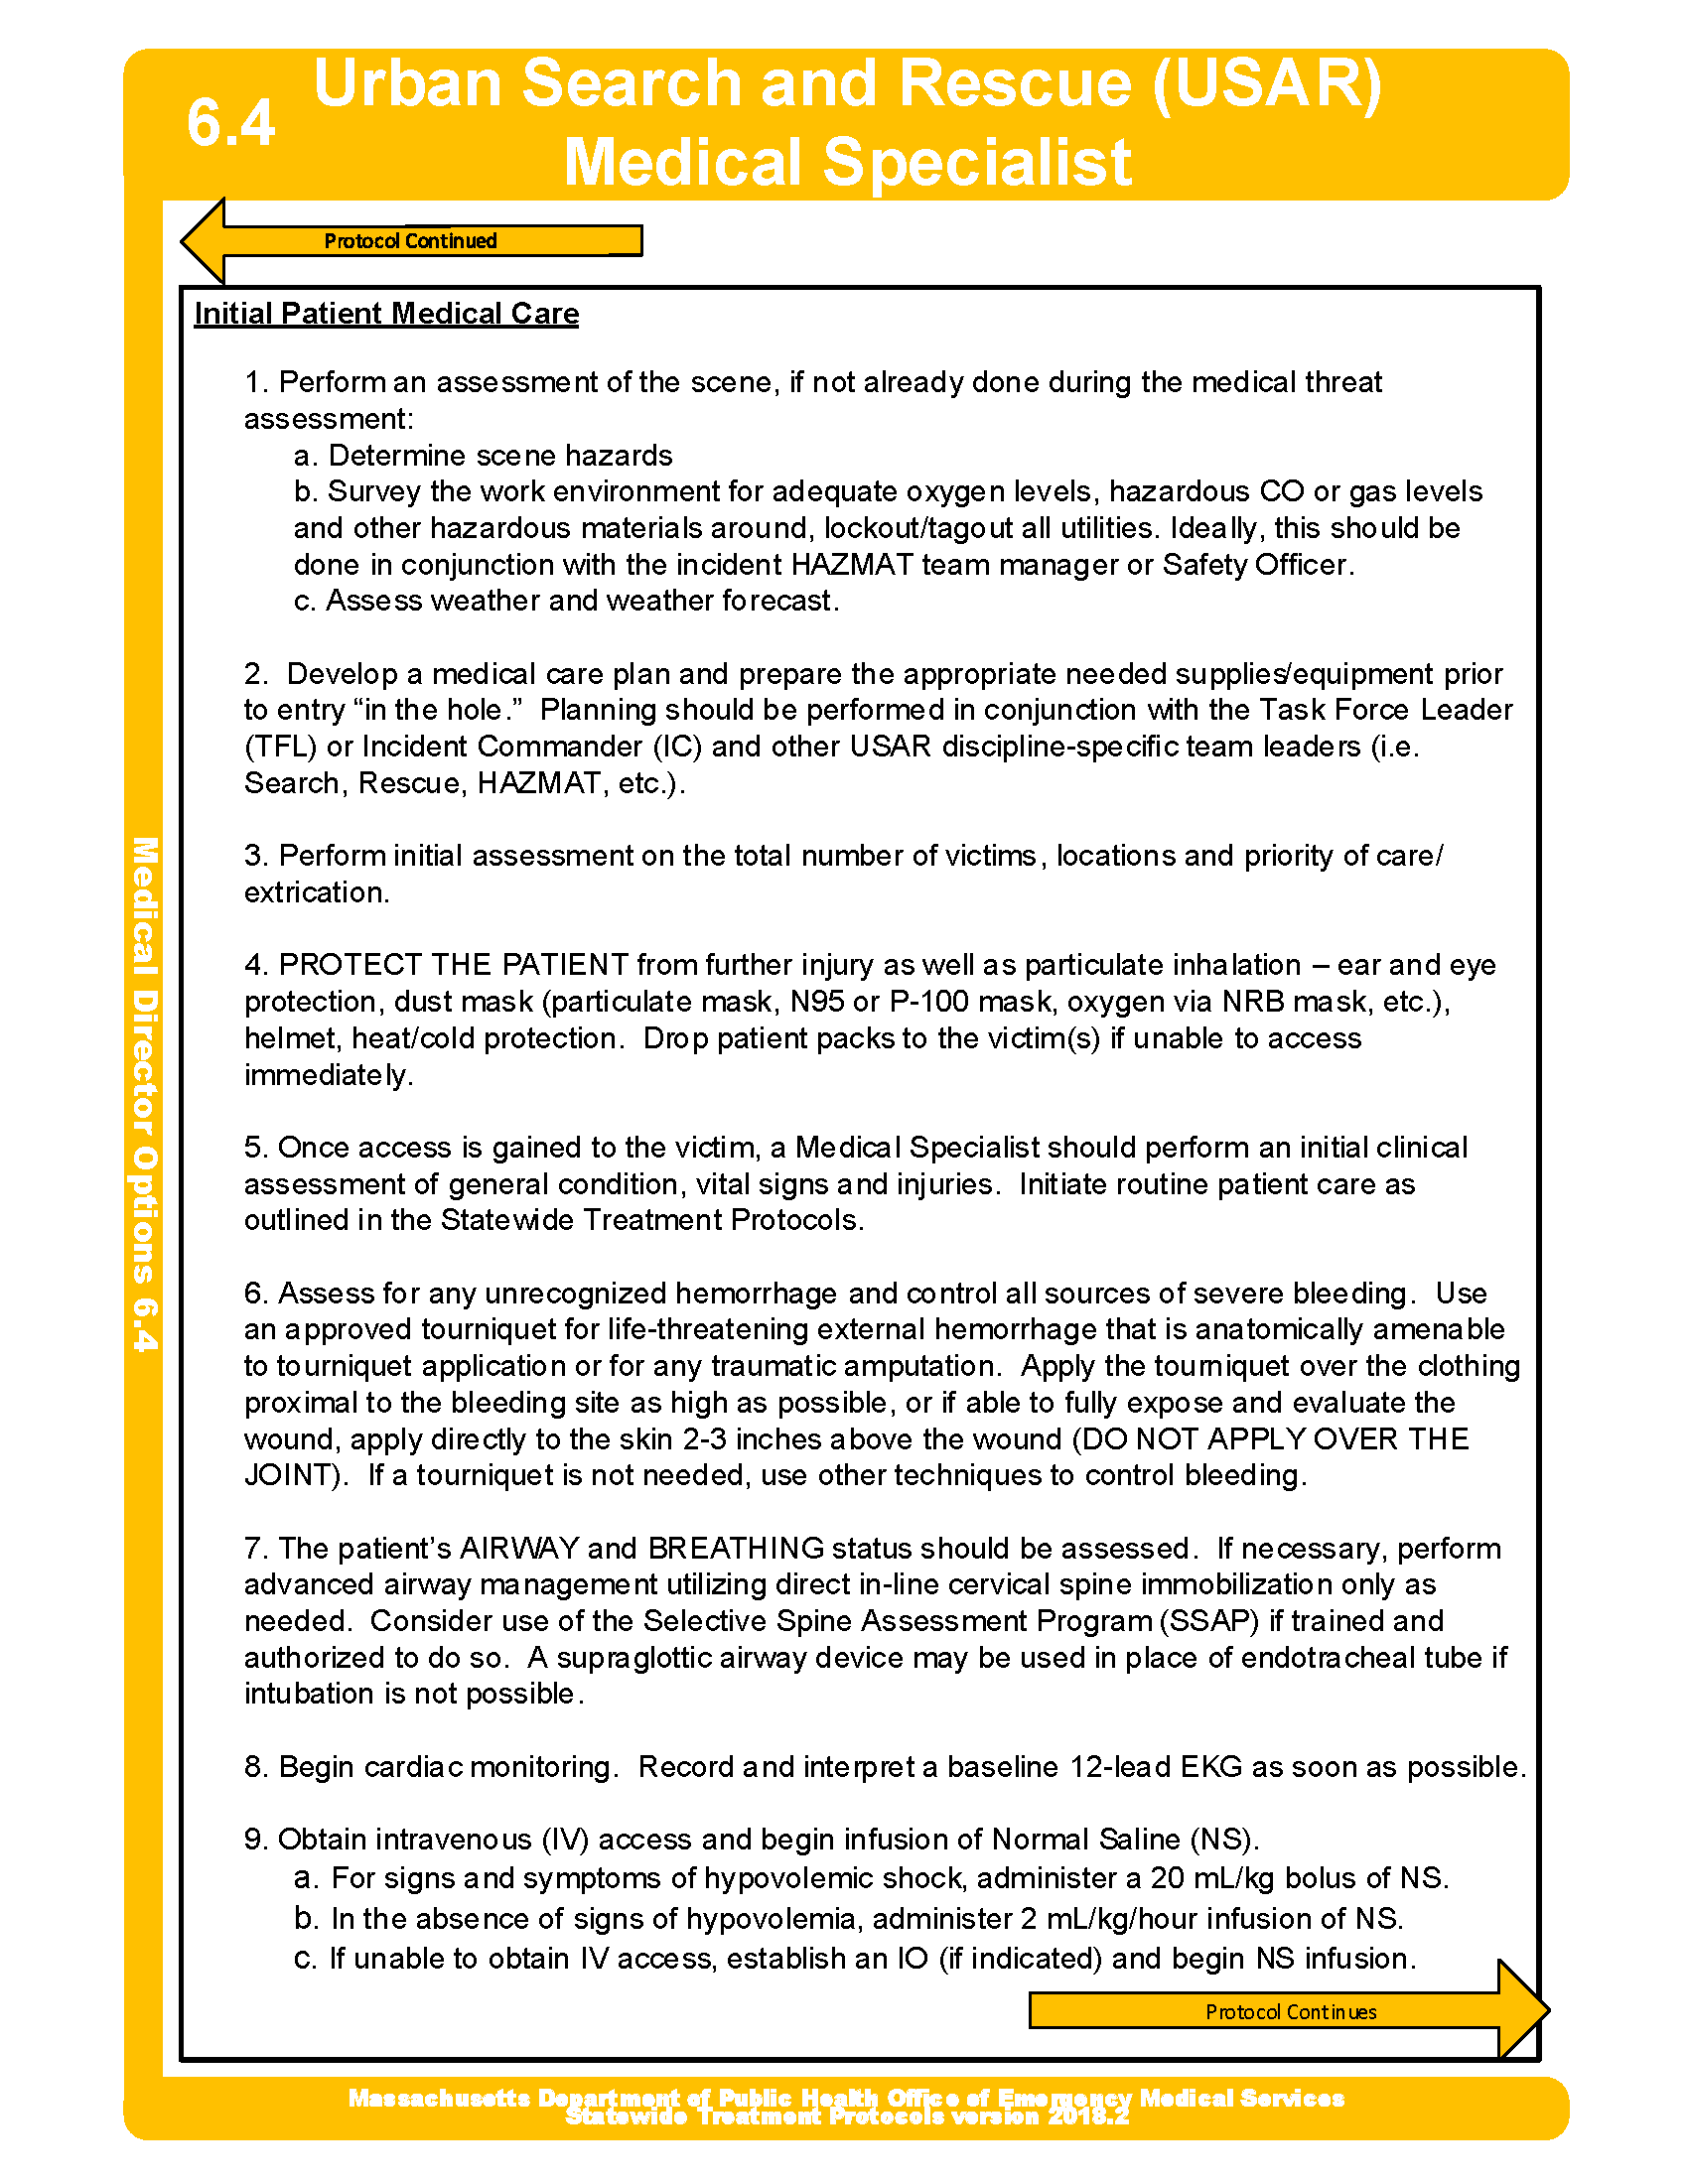 6.4
Urban Search and Rescue (USAR)
Medical Specialist
Protocol Continued
Initial Patient Medical Care
1. Perform an assessment of the scene, if not already done during the medical threat
assessment:
a. Determine scene hazards
b. Survey the work environment for adequate oxygen levels, hazardous CO or gas levels
and other hazardous materials around, lockout/tagout all utilities. Ideally, this should be
done in conjunction with the incident HAZMAT team manager or Safety Officer.
c. Assess weather and weather forecast.
2.  Develop a medical care plan and prepare the appropriate needed supplies/equipment prior
to entry “in the hole.”  Planning should be performed in conjunction with the Task Force Leader
(TFL) or Incident Commander (IC) and other USAR discipline-specific team leaders (i.e.
Search, Rescue, HAZMAT, etc.).
3. Perform initial assessment on the total number of victims, locations and priority of care/
extrication.
4. PROTECT THE PATIENT from further injury as well as particulate inhalation – ear and eye
protection, dust mask (particulate mask, N95 or P-100 mask, oxygen via NRB mask, etc.),
helmet, heat/cold protection.  Drop patient packs to the victim(s) if unable to access
immediately.
5. Once access is gained to the victim, a Medical Specialist should perform an initial clinical
assessment of general condition, vital signs and injuries.  Initiate routine patient care as
outlined in the Statewide Treatment Protocols.
6. Assess for any unrecognized hemorrhage and control all sources of severe bleeding.  Use
an approved tourniquet for life-threatening external hemorrhage that is anatomically amenable
to tourniquet application or for any traumatic amputation.  Apply the tourniquet over the clothing
proximal to the bleeding site as high as possible, or if able to fully expose and evaluate the
wound, apply directly to the skin 2-3 inches above the wound (DO NOT APPLY OVER THE
JOINT).  If a tourniquet is not needed, use other techniques to control bleeding.
7. The patient’s AIRWAY and BREATHING status should be assessed.  If necessary, perform
advanced airway management utilizing direct in-line cervical spine immobilization only as
needed.  Consider use of the Selective Spine Assessment Program (SSAP) if trained and
authorized to do so.  A supraglottic airway device may be used in place of endotracheal tube if
intubation is not possible.
8. Begin cardiac monitoring.  Record and interpret a baseline 12-lead EKG as soon as possible.
9. Obtain intravenous (IV) access and begin infusion of Normal Saline (NS).
a. For signs and symptoms of hypovolemic shock, administer a 20 mL/kg bolus of NS.
b. In the absence of signs of hypovolemia, administer 2 mL/kg/hour infusion of NS.
c. If unable to obtain IV access, establish an IO (if indicated) and begin NS infusion.
Protocol Continues
Medical Director Options 6.4
Massachusetts Department of Public Health Office of Emergency Medical Services
Statewide Treatment Protocols version 2018.2